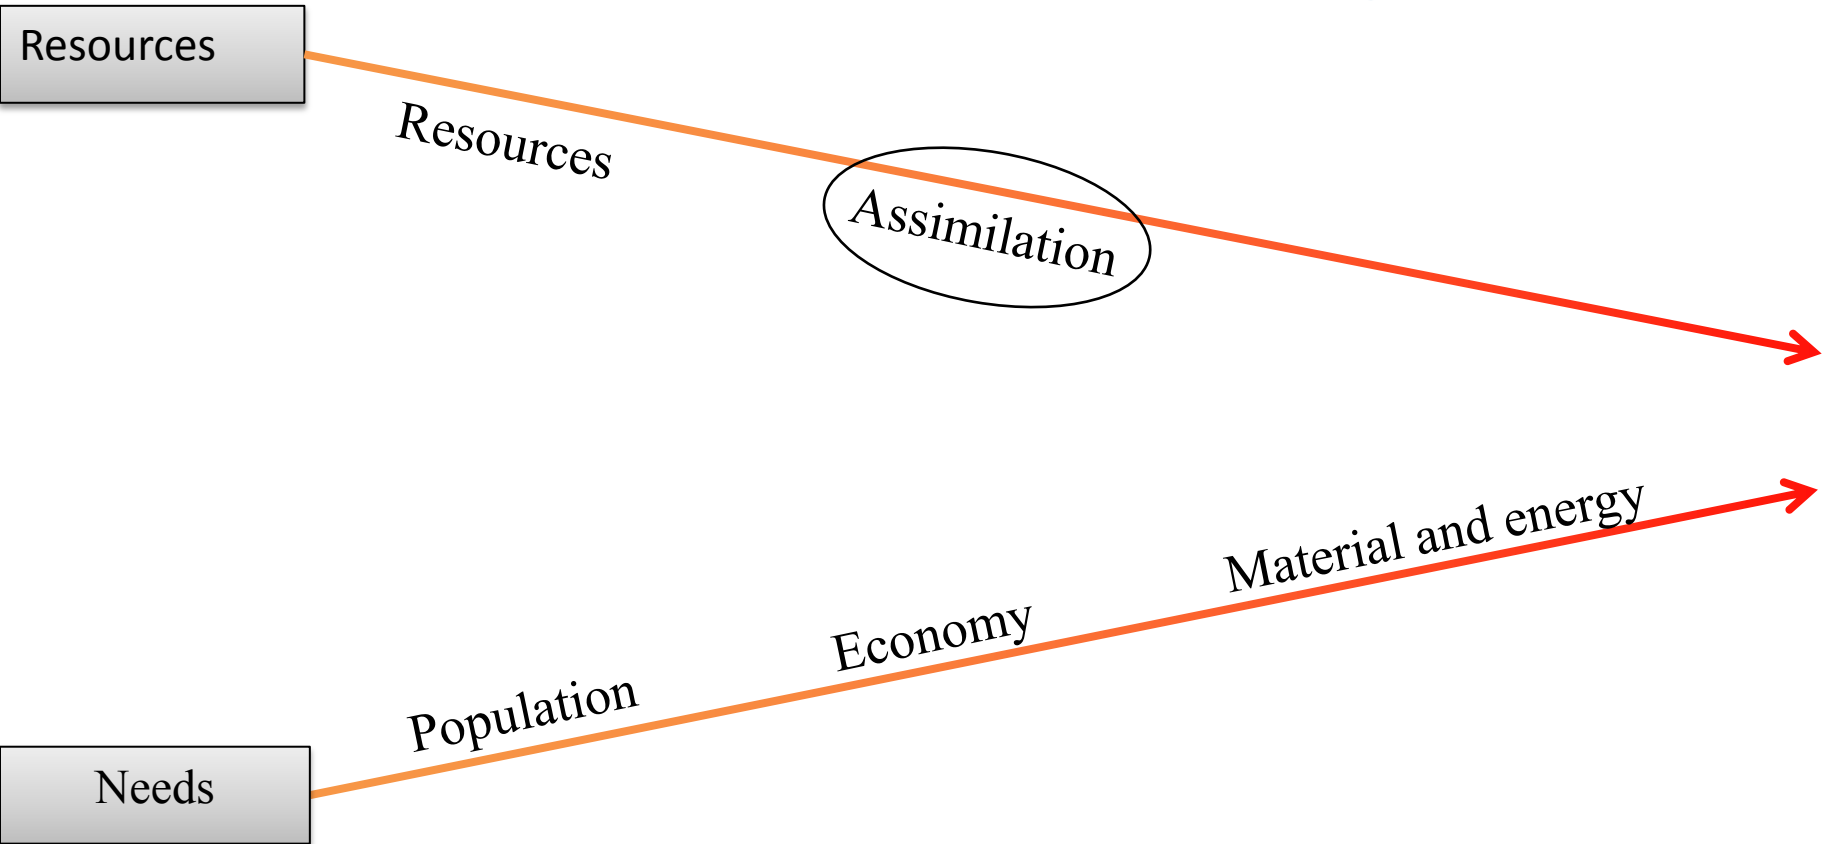 Resources
Resources
Assimilation
Material and energy
Economy
Population
Needs